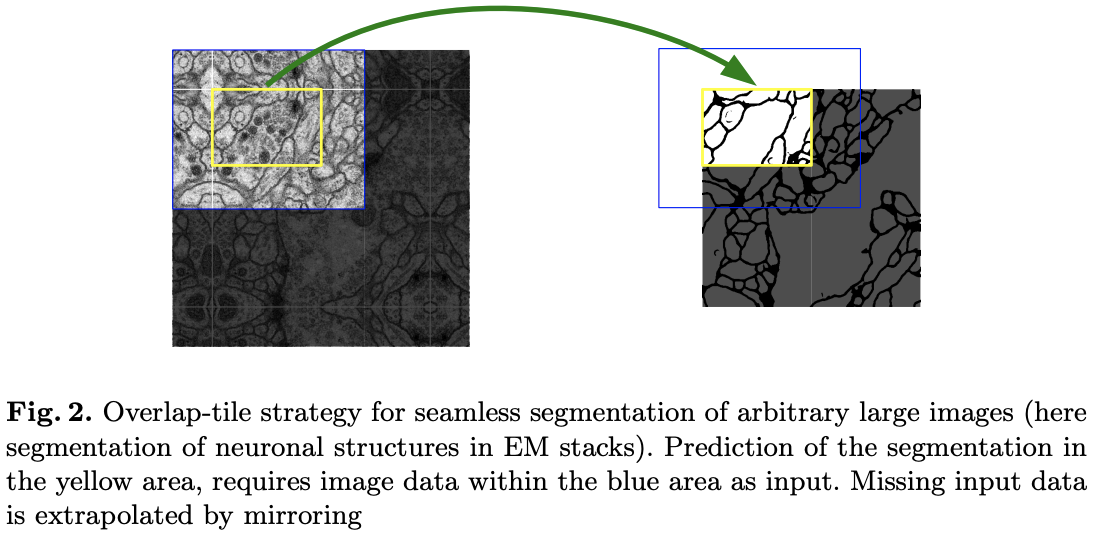 Fig. 2. Overlap-tile strategy for seamless segmentation of arbitrary large images (here
segmentation of neuronal structures in EM stacks). Prediction of the segmentation in
the yellow area, requires image data within the blue area as input. Missing input data
is extrapolated by mirroring